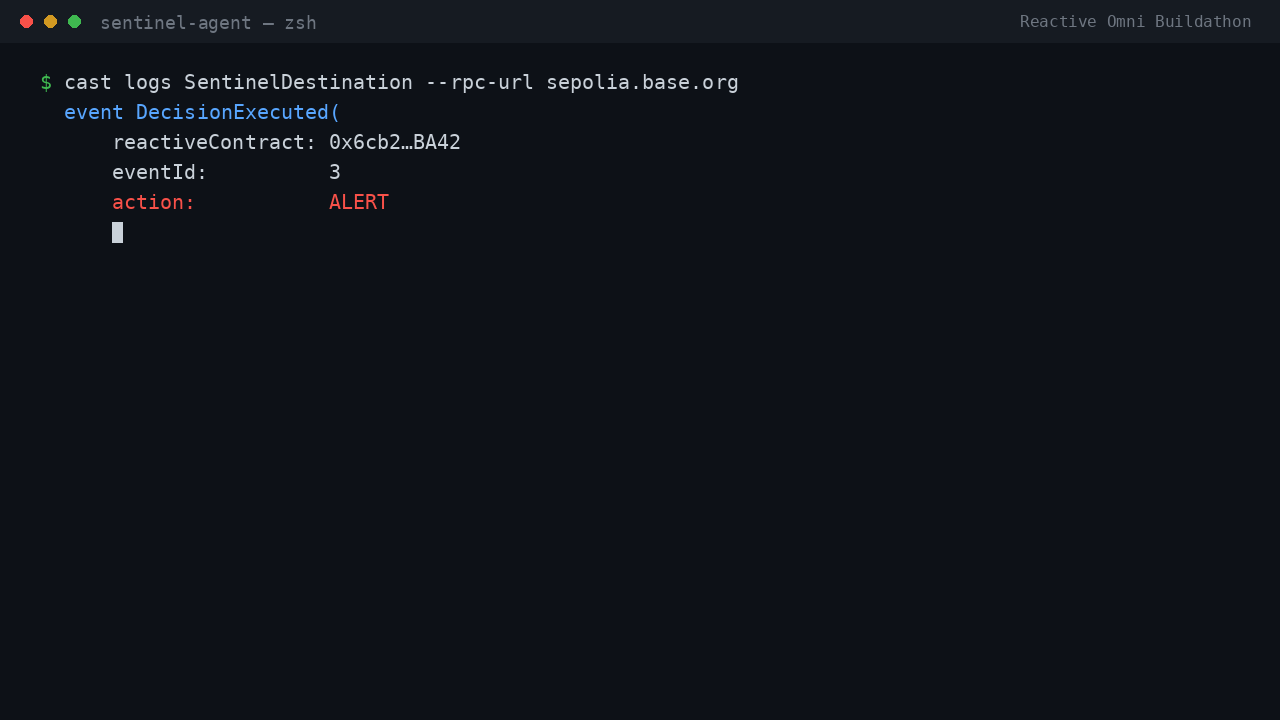 sentinel-agent — zsh
Reactive Omni Buildathon
$ cast logs SentinelDestination --rpc-url sepolia.base.org
event DecisionExecuted(
reactiveContract: 0x6cb2…BA42
eventId: 3
action: ALERT